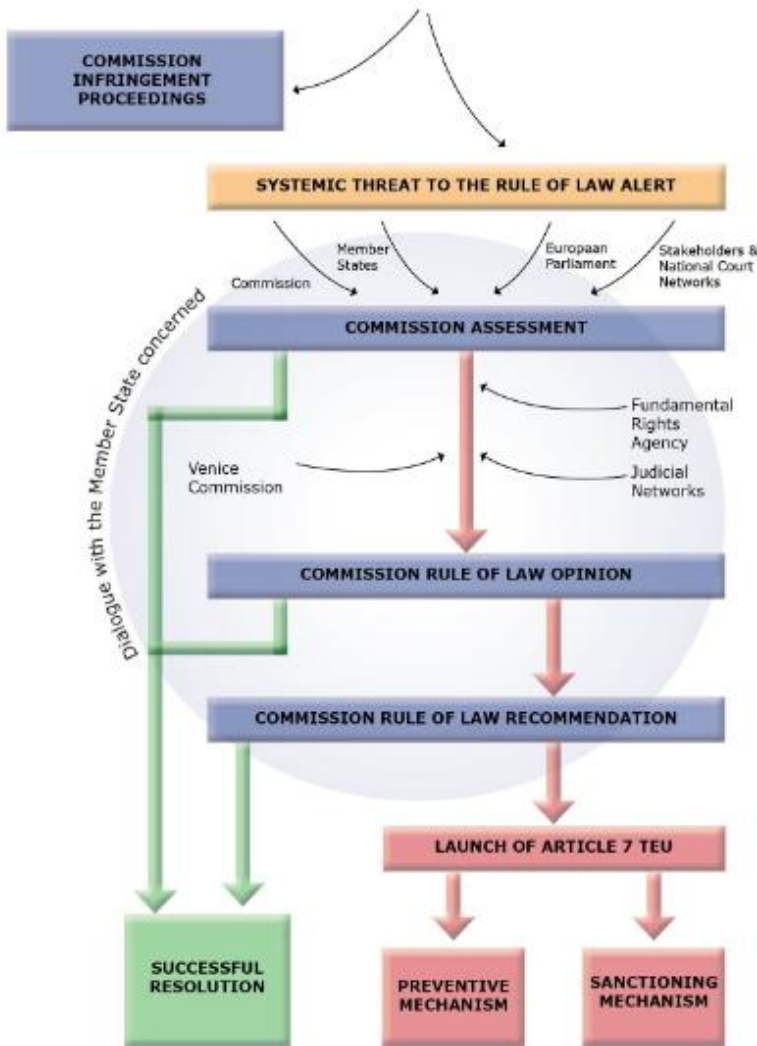 COMMISSION
INFRINGEMENT
PROCEEDINGS
SYSTEMIC THREAT TO THE RULE OF LAW ALERT
Commission
Member
States
European
Parliament
Stakeholders &
National Court
Networks
Dialogue with the Member State concerned
COMMISSION ASSESSMENT
Fundamental
Rights
Agency
Venice
Commission
Judicial
Networks
COMMISSION RULE OF LAW OPINION
COMMISSION RULE OF LAW RECOMMENDATION
LAUNCH OF ARTICLE 7 TEU
SUCCESSFUL
RESOLUTION
PREVENTIVE
MECHANISM
SANCTIONING
MECHANISM